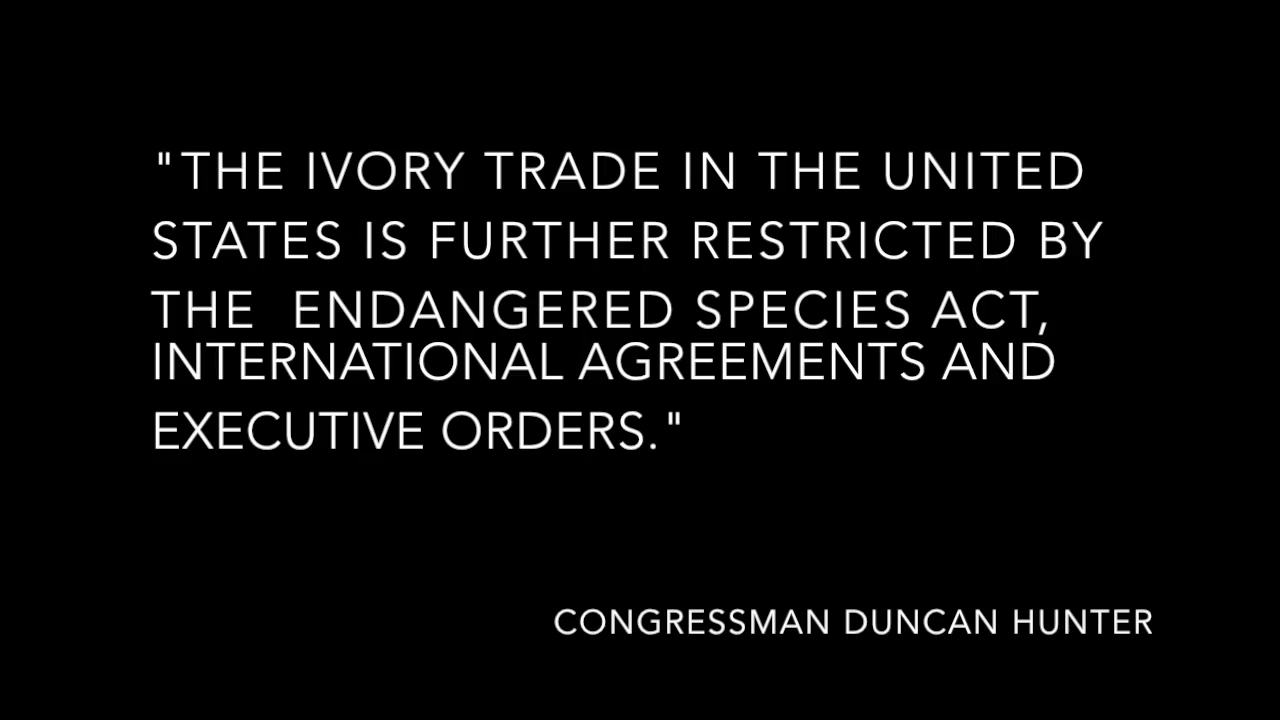 "THE IVORY TRADE IN THE UNITED
STATES IS FURTHER RESTRICTED BY
THE  ENDANGERED SPECIES ACT,
INTERNATIONAL AGREEMENTS AND
EXECUTIVE ORDERS."
CONGRESSMAN DUNCAN HUNTER